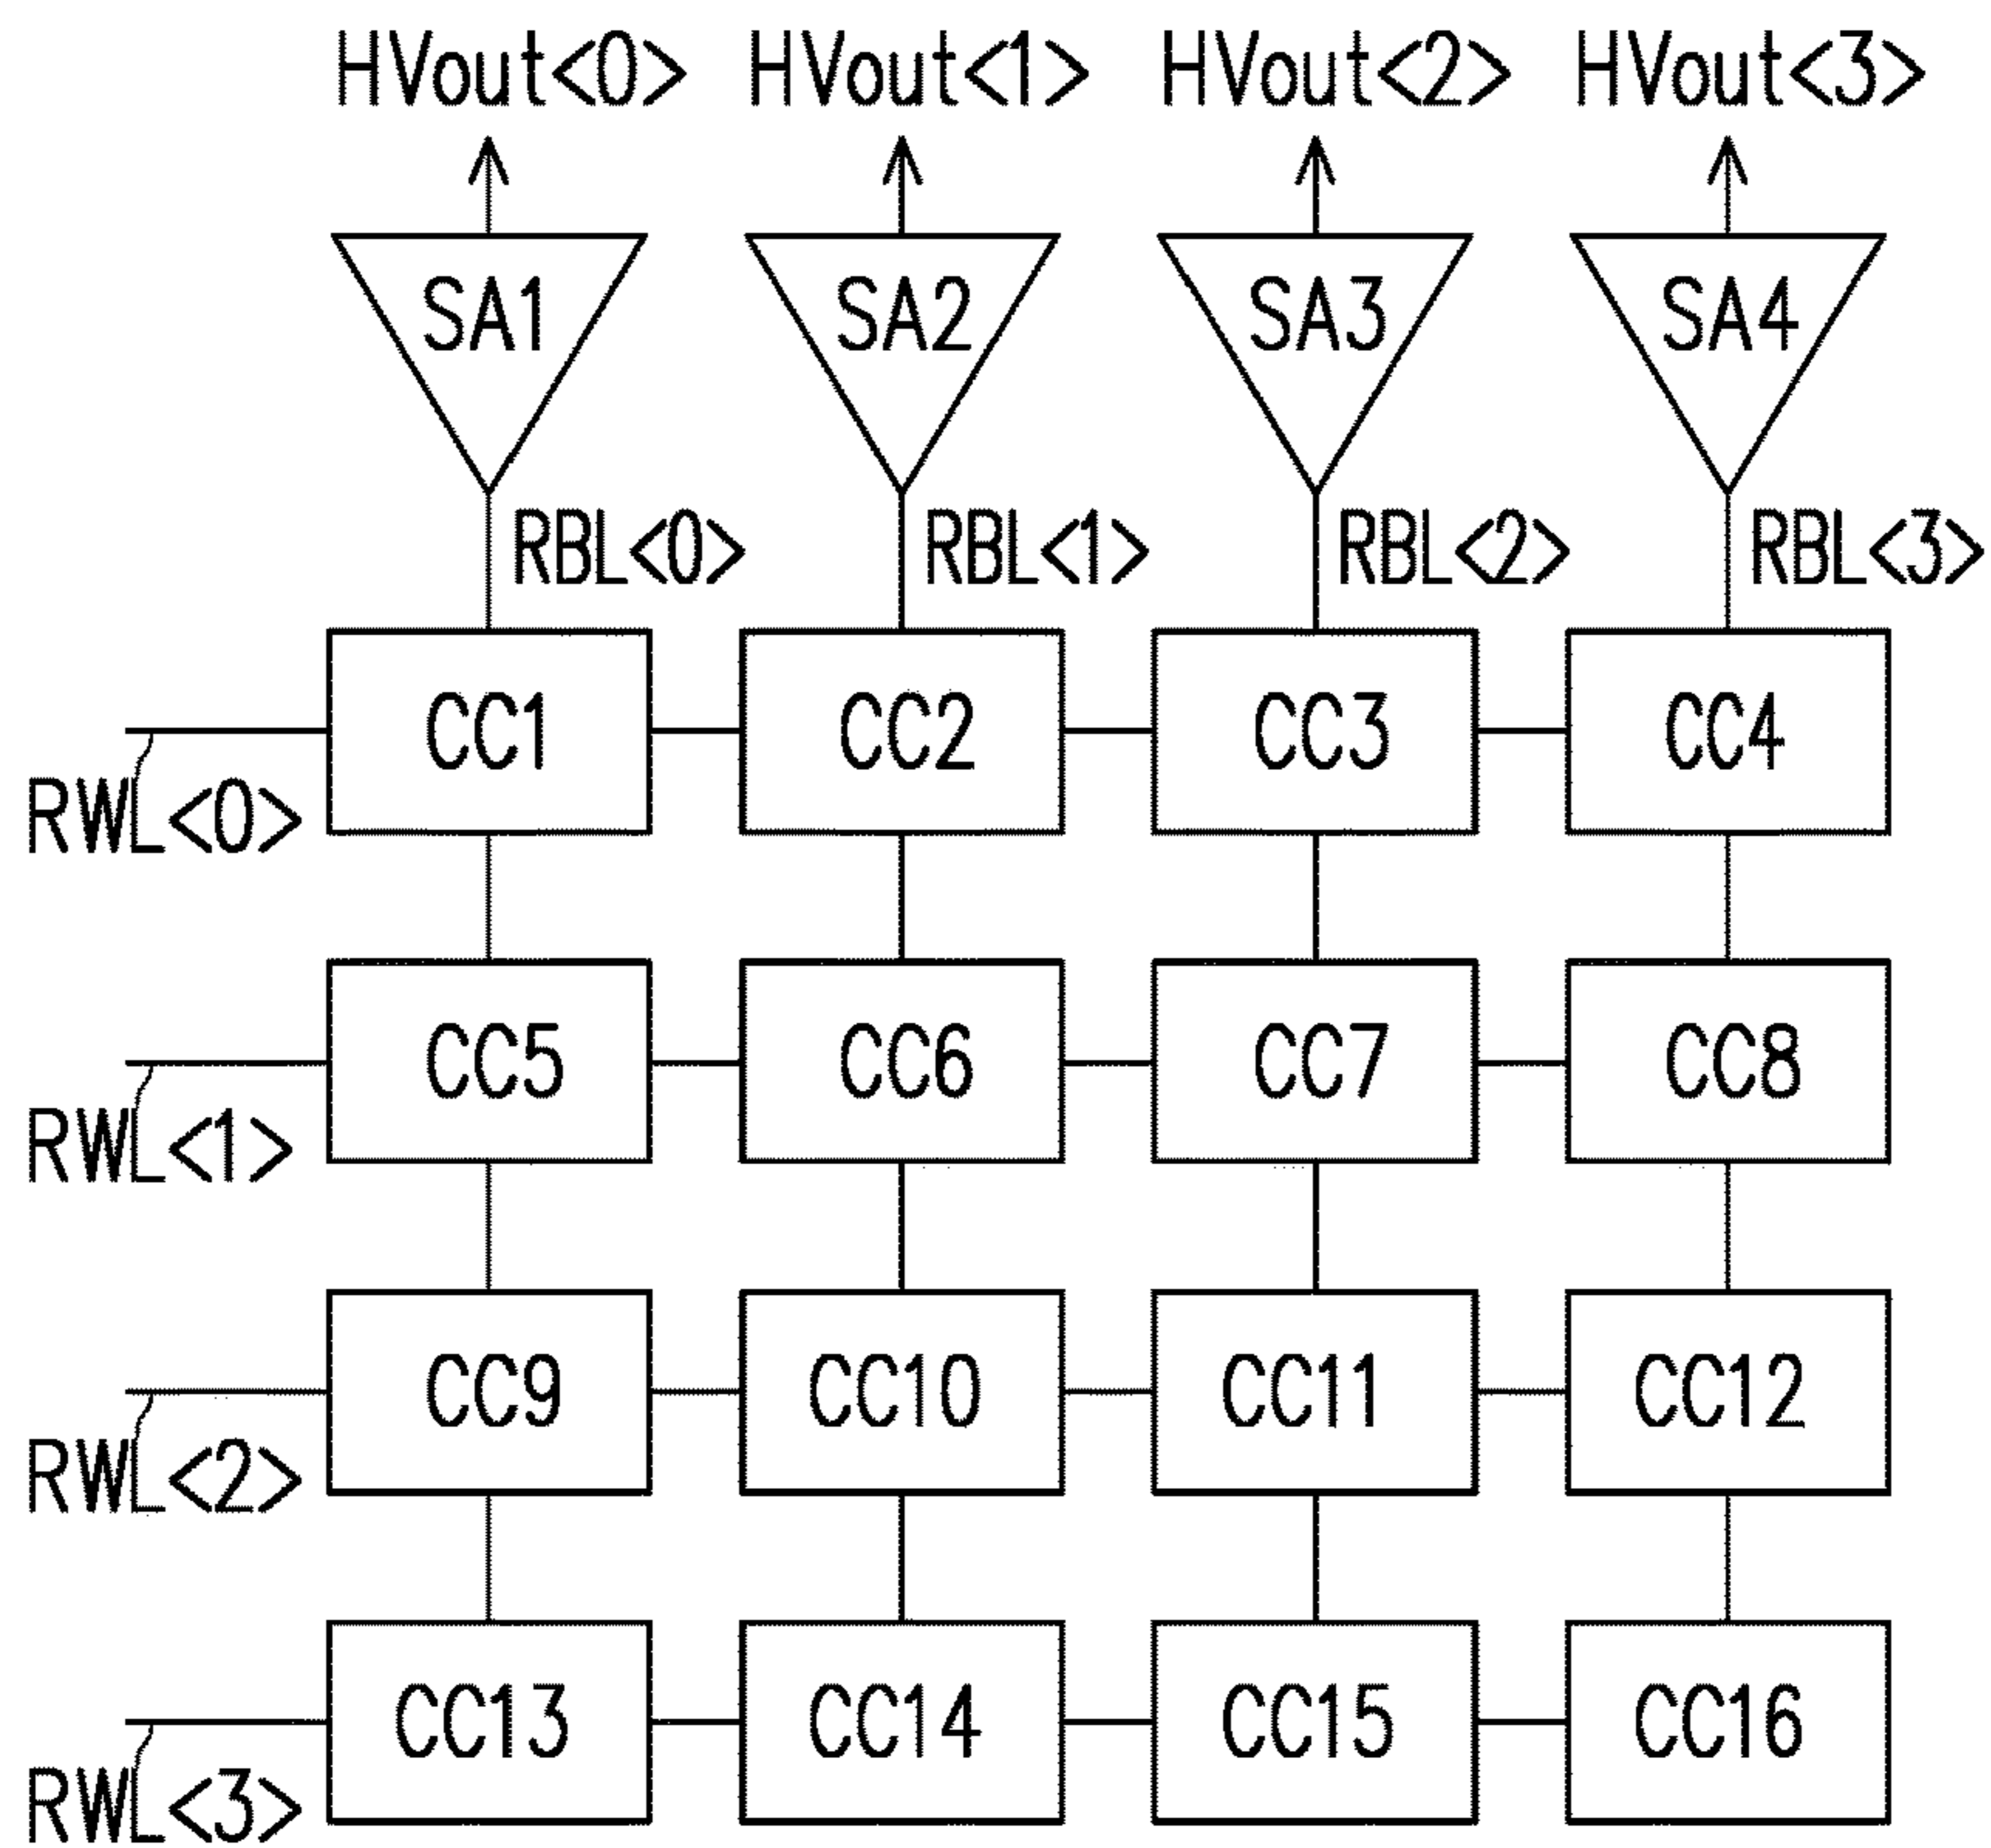 HVout<0> HVout<1> HVout<2> HVout<3>
SA1 SA2 SA3 SA4
RBL<0> RBL<1> RBL<2> RBL<3>
CC1 CC2 CC3 CC4
RWL<0>
CC5 CC6 CC7 CC8
RWL<1>
CC9 CC10 CC11 CC12
RWL<2>
CC13 CC14 CC15 CC16
RWL<3>